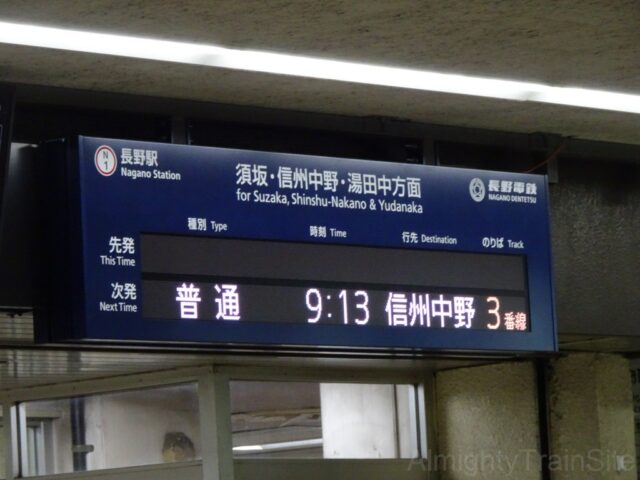 N
1
長野駅
Nagano Station
須坂・信州中野・湯田中方面
for Suzaka, Shinshu-Nakano & Yudanaka
長野電鉄
NAGANO DENTETSU
種別 Type 時刻 Time 行先 Destination のりば Track
先発
This Time
次発
Next Time
普通 9:13 信州中野 3番線
AlmightyTrainSite